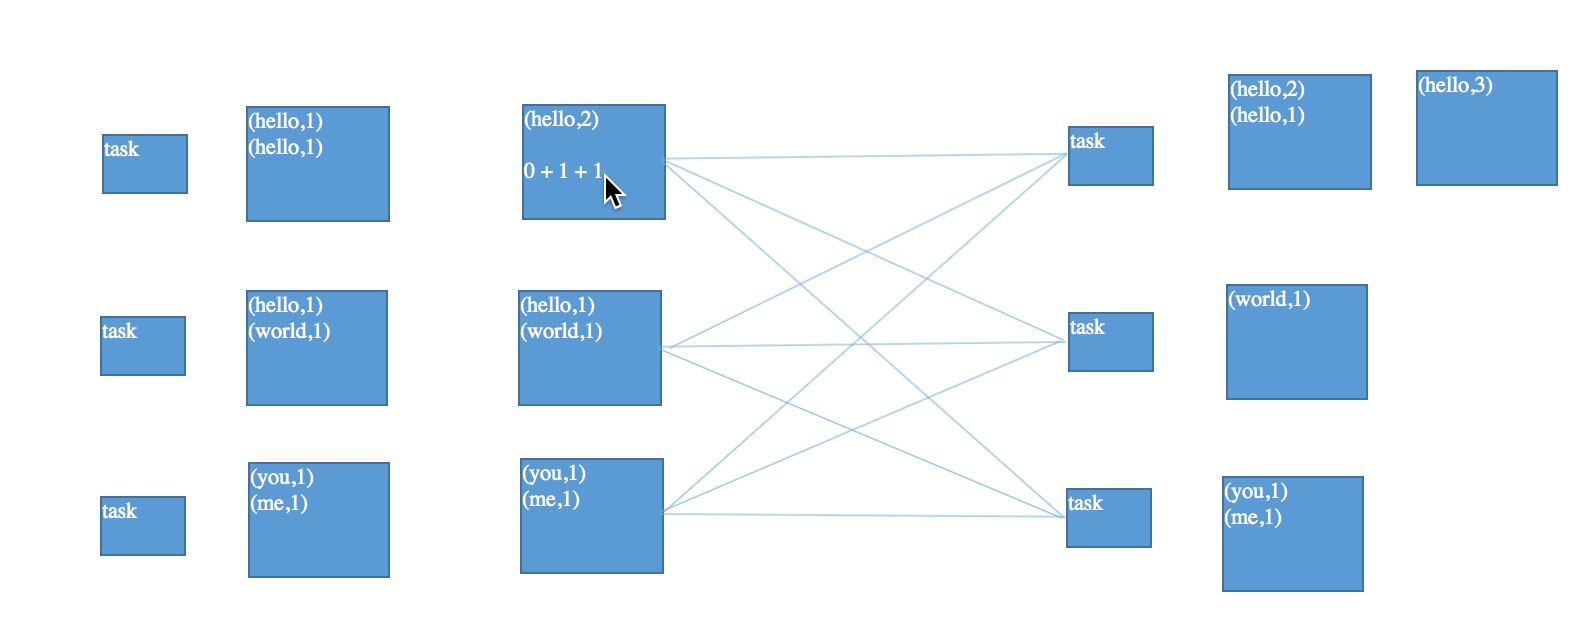 task
(hello,1)
(hello,1)
(hello,2)
0 + 1 + 1
task
(hello,2)
(hello,1)
(hello,3)
task
(hello,1)
(world,1)
(hello,1)
(world,1)
task
(world,1)
task
(you,1)
(me,1)
(you,1)
(me,1)
task
(you,1)
(me,1)